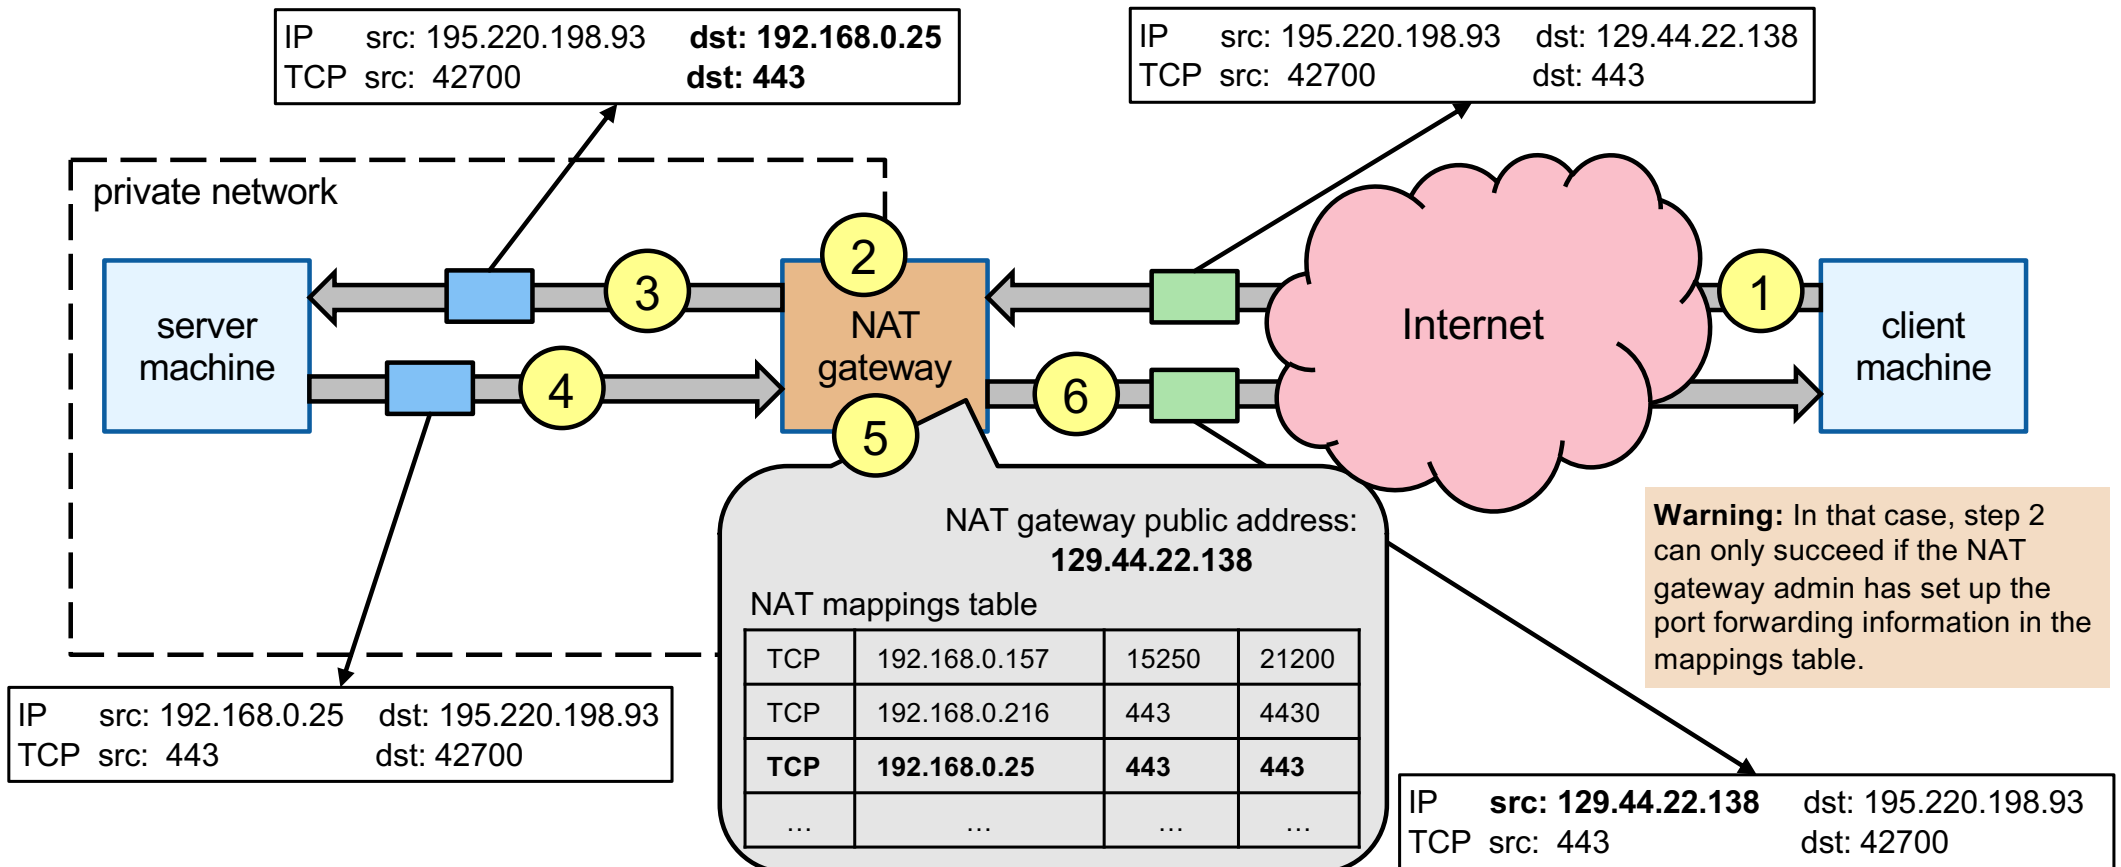 IP src: 195.220.198.93 dst: 192.168.0.25
TCP src: 42700 dst: 443
IP src: 195.220.198.93 dst: 129.44.22.138
TCP src: 42700 dst: 443
private network
server
machine
3
2
NAT
gateway
Internet
1
client
machine
4
5
6
NAT gateway public address:
129.44.22.138
NAT mappings table
TCP 192.168.0.157 15250 21200
TCP 192.168.0.216 443 4430
TCP 192.168.0.25 443 443
… … … …
Warning: In that case, step 2
can only succeed if the NAT
gateway admin has set up the
port forwarding information in the
mappings table.
IP src: 192.168.0.25 dst: 195.220.198.93
TCP src: 443 dst: 42700
IP src: 129.44.22.138 dst: 195.220.198.93
TCP src: 443 dst: 42700